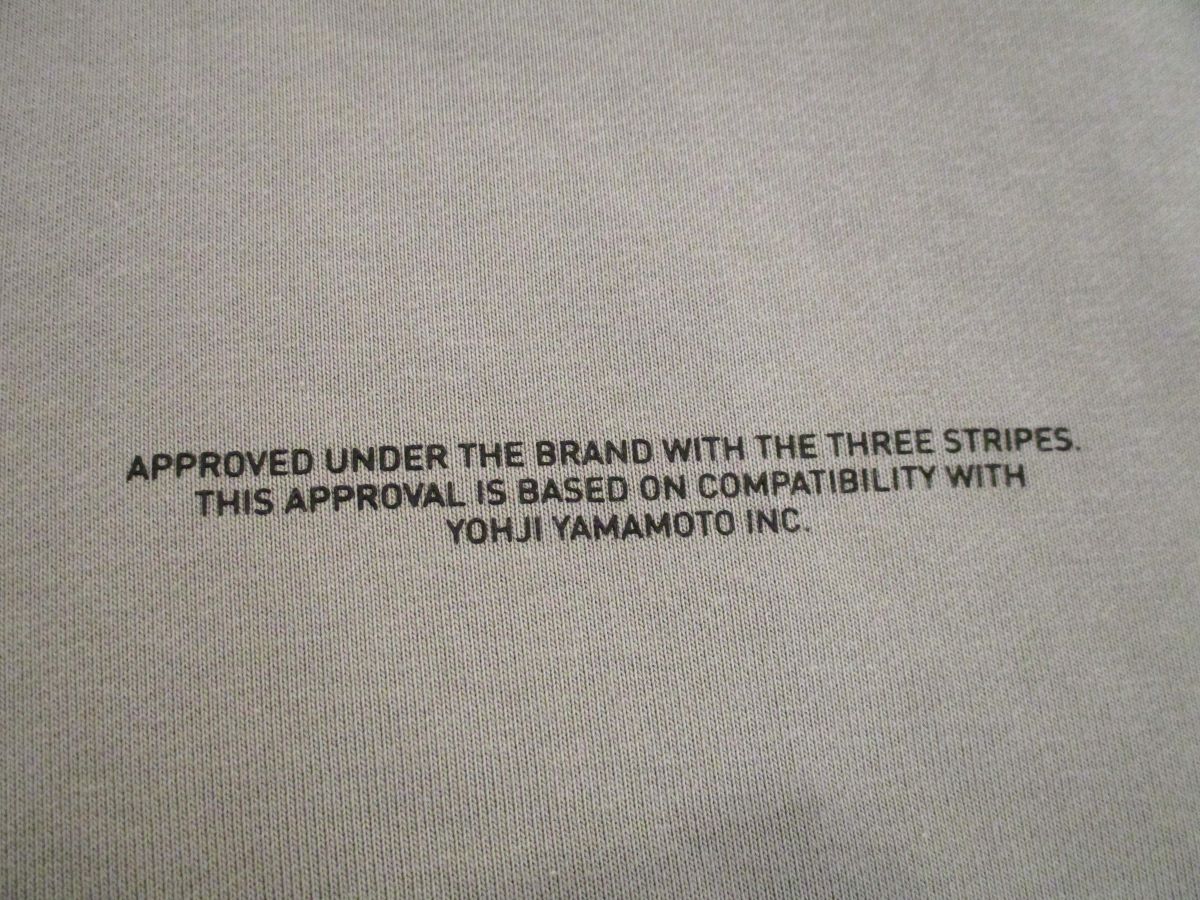 APPROVED UNDER THE BRAND WITH THE THREE STRIPES.
THIS APPROVAL IS BASED ON COMPATIBILITY WITH
YOHJI YAMAMOTO INC.